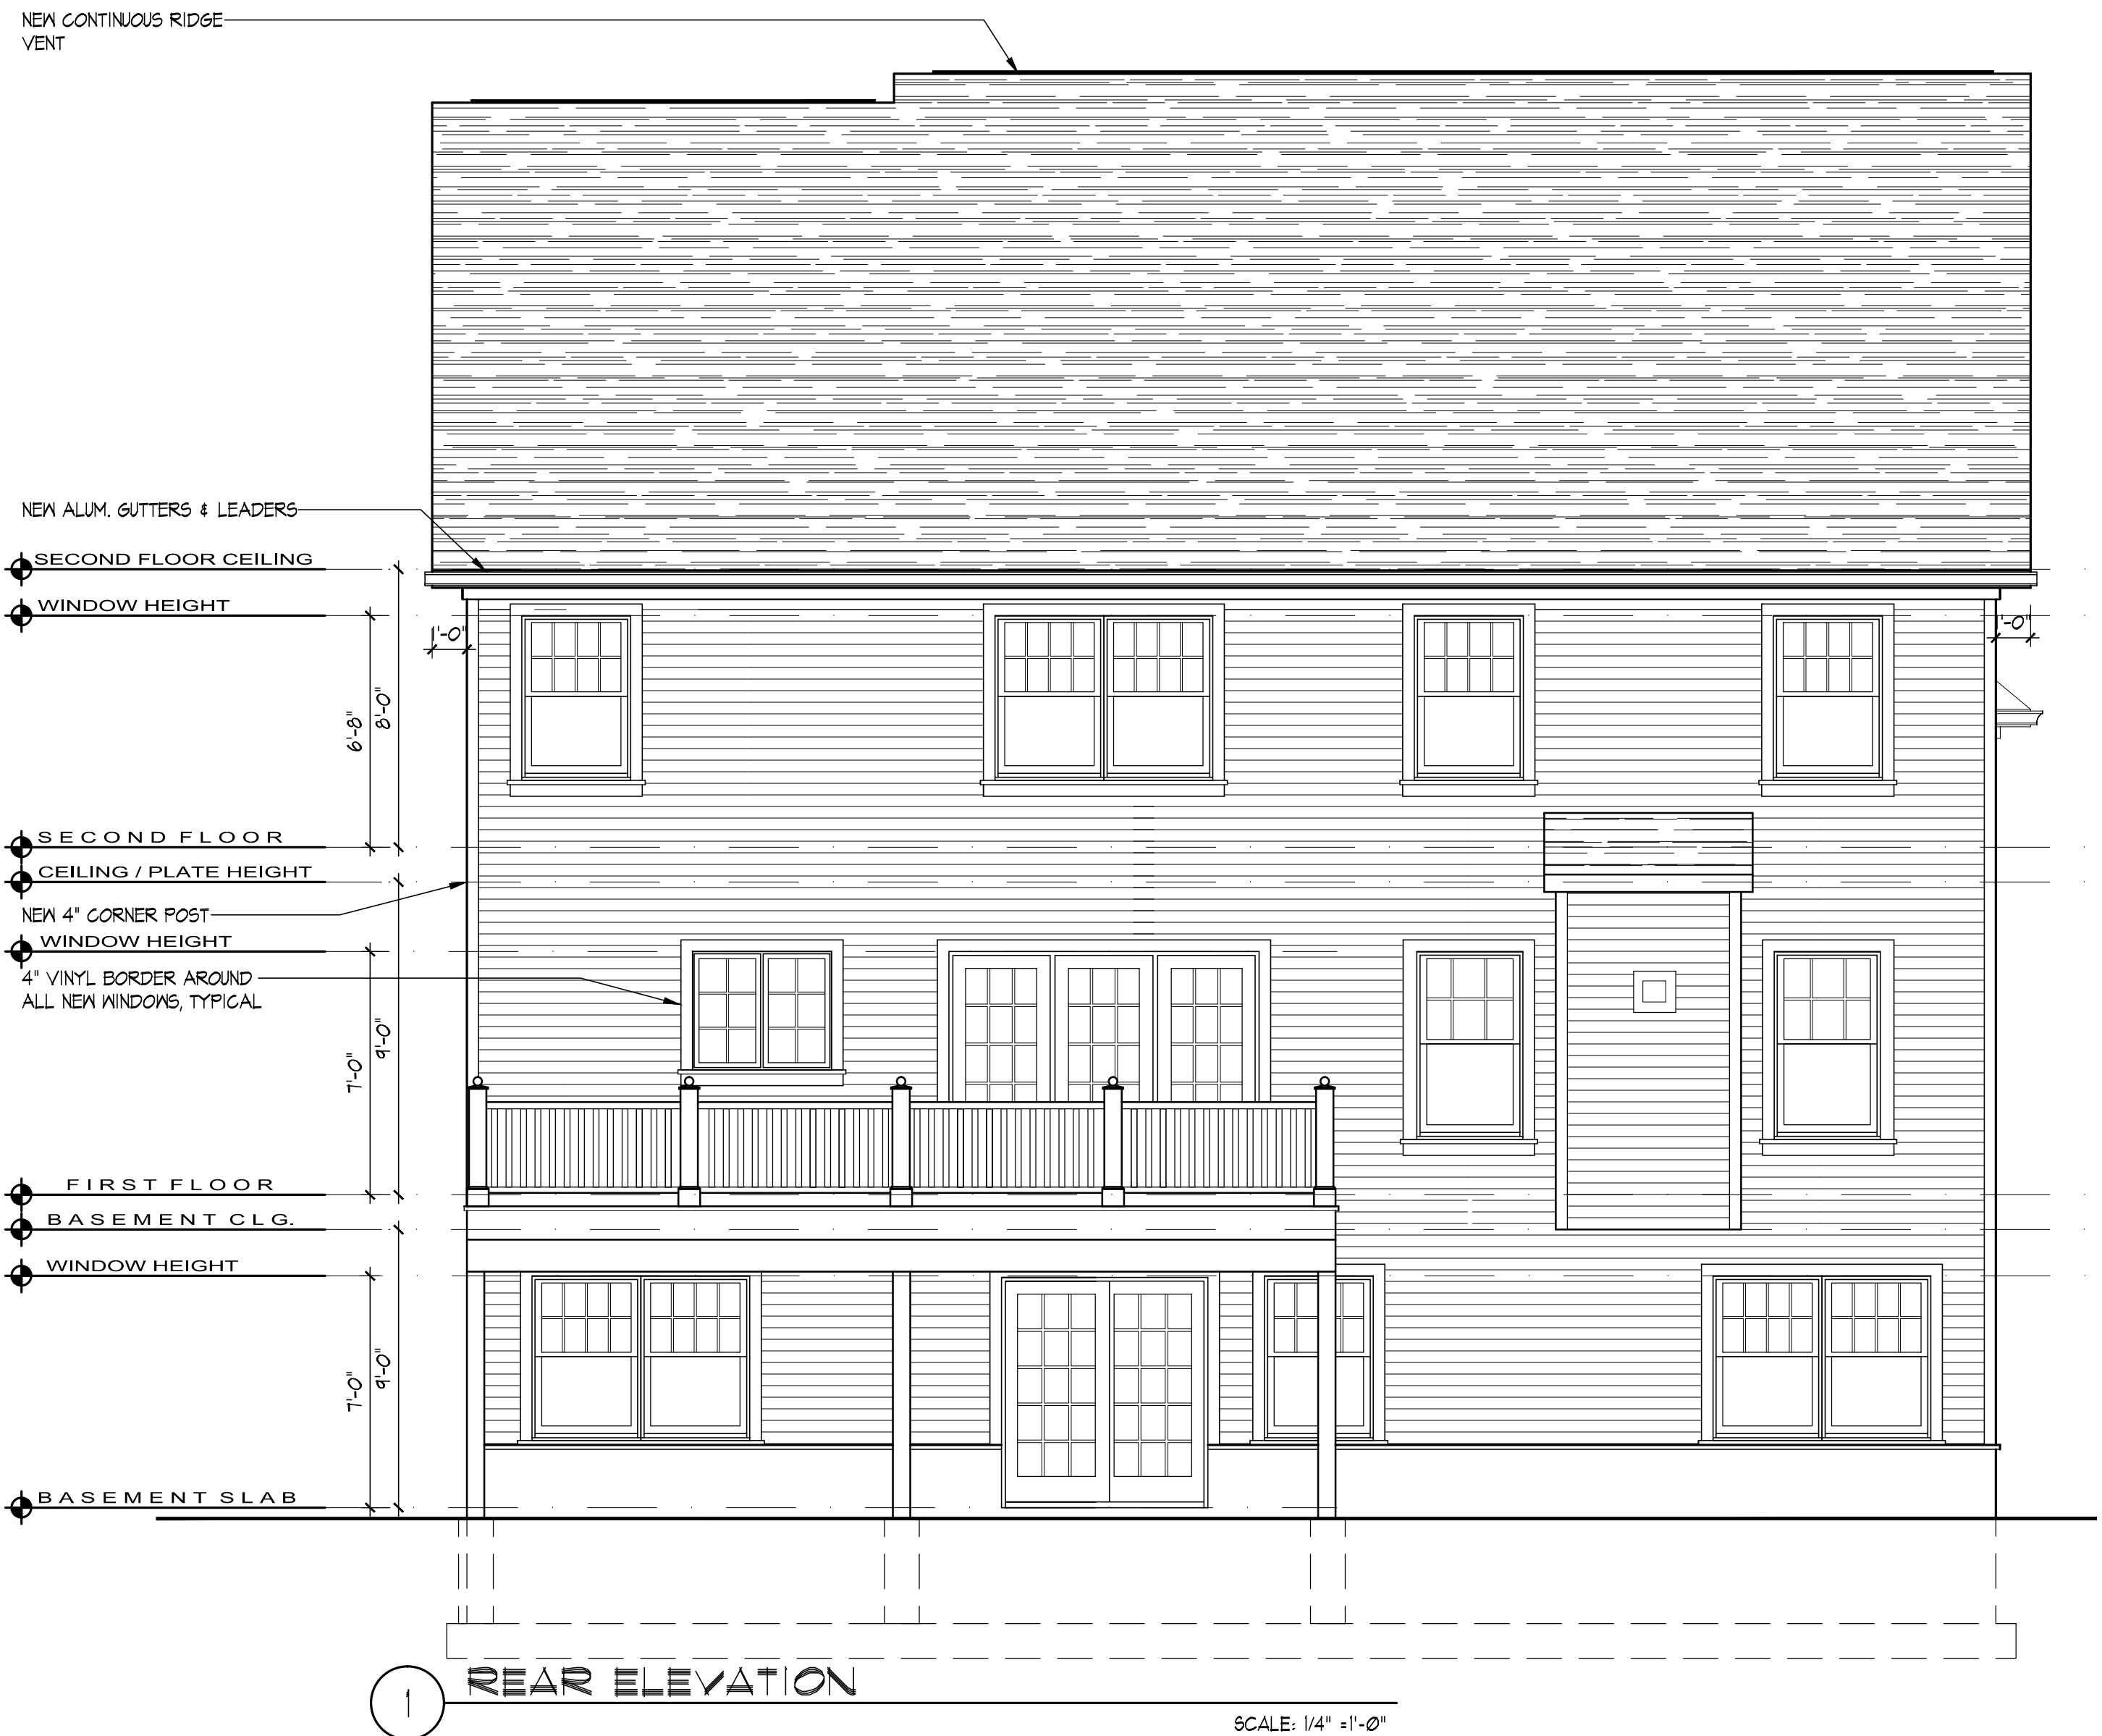 NEW CONTINUOUS RIDGE
VENT
NEW ALUM. GUTTERS & LEADERS
SECOND FLOOR CEILING
WINDOW HEIGHT
1'-0"
1'-0"
6'-8"
8'-0"
SECOND FLOOR
CEILING / PLATE HEIGHT
NEW 4" CORNER POST
WINDOW HEIGHT
4" VINYL BORDER AROUND
ALL NEW WINDOWS, TYPICAL
7'-0"
9'-0"
FIRST FLOOR
BASEMENT CLG.
WINDOW HEIGHT
7'-0"
9'-0"
BASEMENT SLAB
1
REAR ELEVATION
SCALE: 1/4" =1'-0"